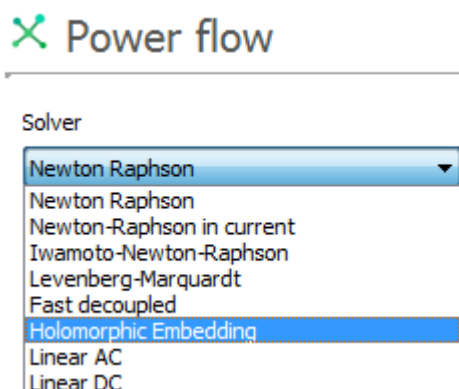 Power flow
Solver
Newton Raphson
Newton Raphson
Newton-Raphson in current
Iwamoto-Newton-Raphson
Levenberg-Marquardt
Fast decoupled
Holomorphic Embedding
Linear AC
Linear DC